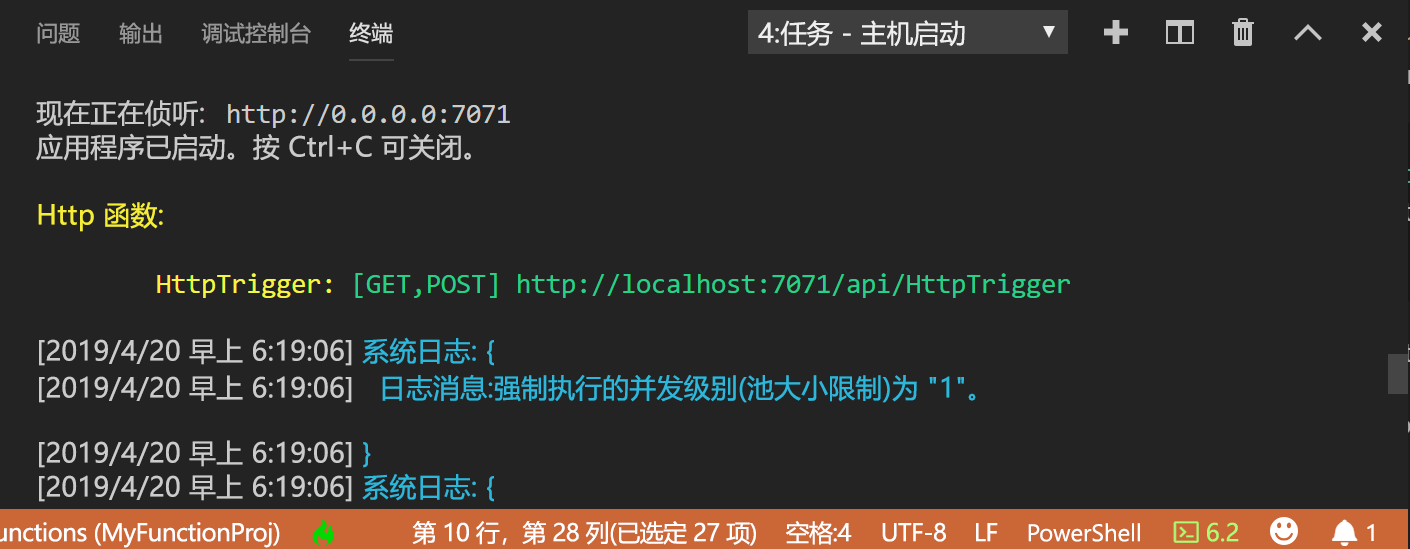 问题 输出 调试控制台 终端 4:任务 - 主机启动
现在正在侦听: http://0.0.0.0:7071
应用程序已启动。按 Ctrl+C 可关闭。
Http 函数:
HttpTrigger: [GET,POST] http://localhost:7071/api/HttpTrigger
[2019/4/20 早上 6:19:06] 系统日志: {
[2019/4/20 早上 6:19:06] 日志消息:强制执行的并发级别(池大小限制)为 "1"。
[2019/4/20 早上 6:19:06] }
[2019/4/20 早上 6:19:06] 系统日志: {
unctions (MyFunctionProj) 第 10 行，第 28 列(已选定 27 项) 空格:4 UTF-8 LF PowerShell 6.2 1